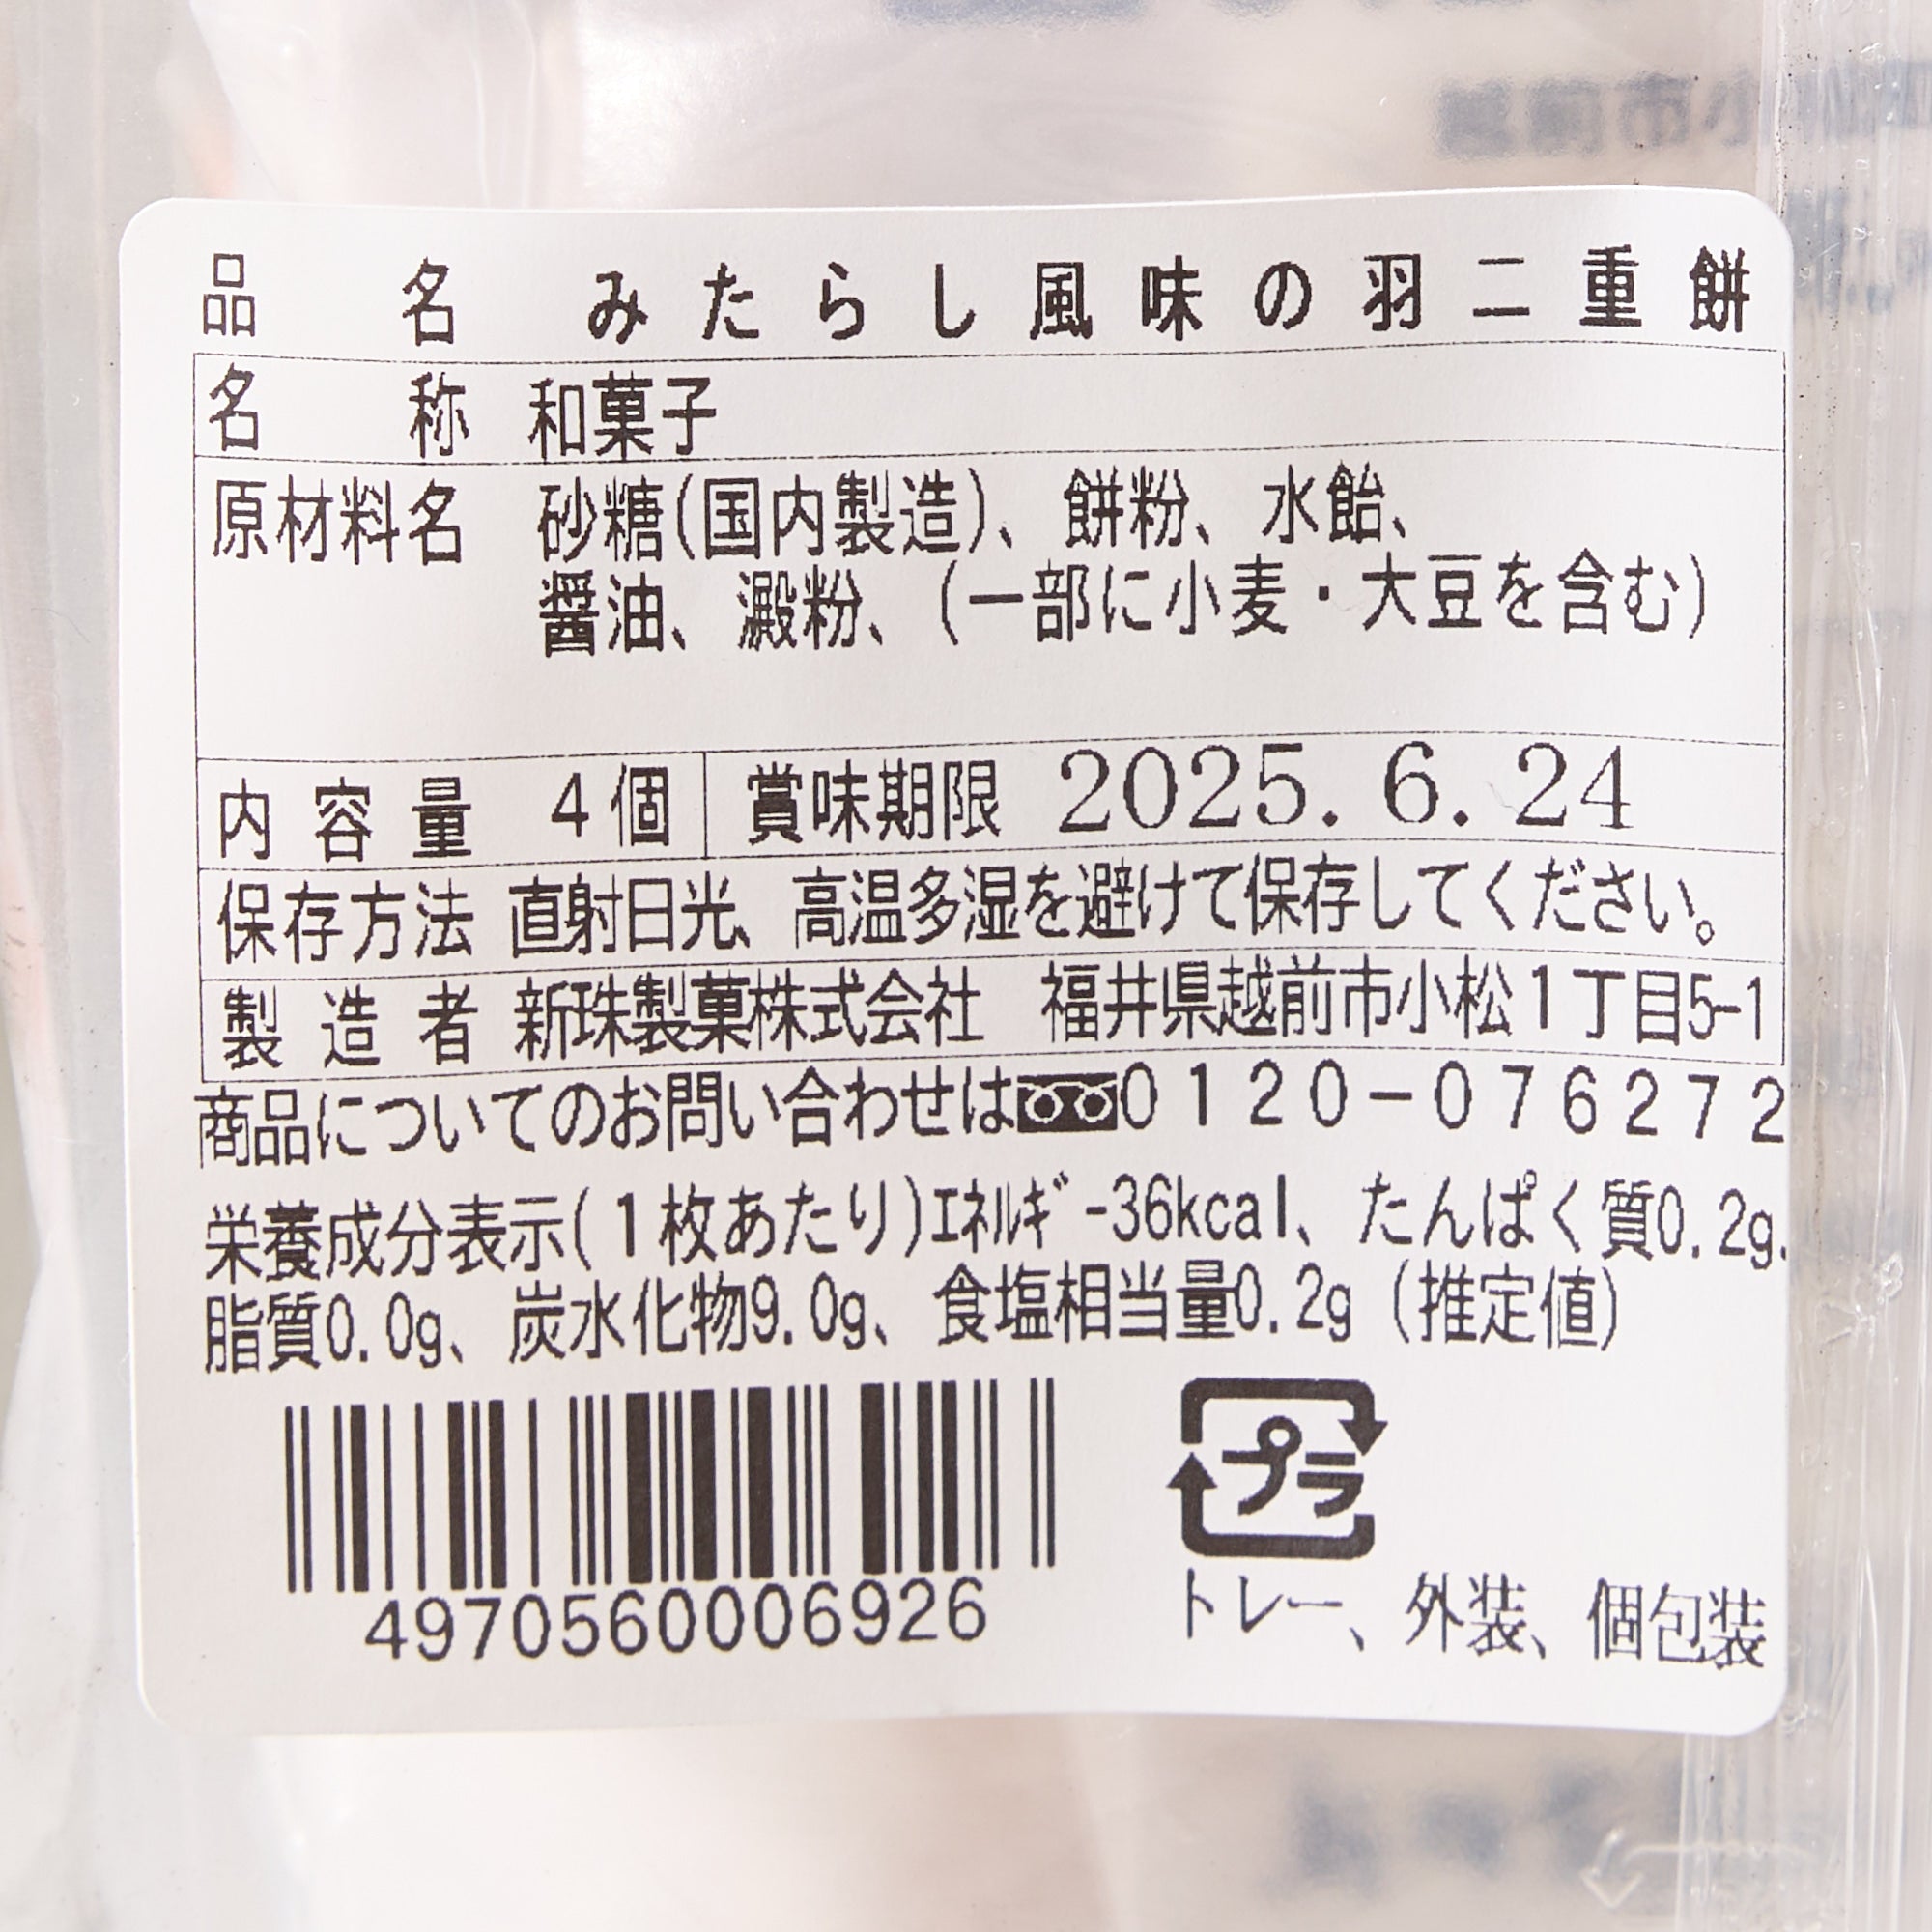 品名 みたらし風味の羽二重餅
名称 和菓子
原材料名 砂糖(国内製造)、餅粉、水飴、
醤油、澱粉、(一部に小麦・大豆を含む)
内容量 4個 賞味期限 2025.6.24
保存方法 直射日光、高温多湿を避けて保存してください。
製造者 新珠製菓株式会社 福井県越前市小松1丁目5-1
商品についてのお問い合わせは0120-076272
栄養成分表示(1枚あたり)エネルギー36kcal、たんぱく質0.2g、
脂質0.0g、炭水化物9.0g、食塩相当量0.2g(推定値)
4970560006926
プラ
トレー、外装、個包装